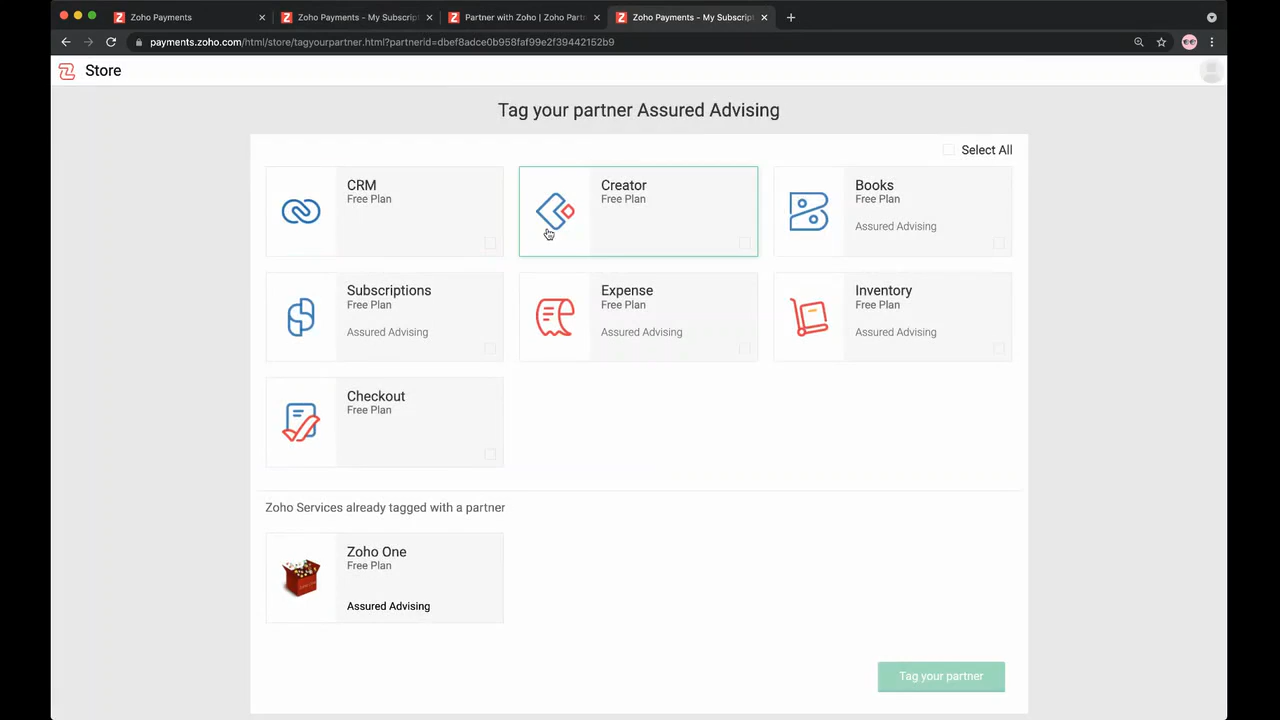 Zoho Payments
Zoho Payments - My Subscript
Partner with Zoho | Zoho Partn
Zoho Payments - My Subscript
payments.zoho.com/html/store/tagyourpartner.html?partnerid=dbef8adce0b958faf99e2f39442152b9
Store
Tag your partner Assured Advising
Select All
CRM
Free Plan
Creator
Free Plan
Books
Free Plan
Assured Advising
Subscriptions
Free Plan
Assured Advising
Expense
Free Plan
Assured Advising
Inventory
Free Plan
Assured Advising
Checkout
Free Plan
Zoho Services already tagged with a partner
Zoho One
Free Plan
Assured Advising
Tag your partner